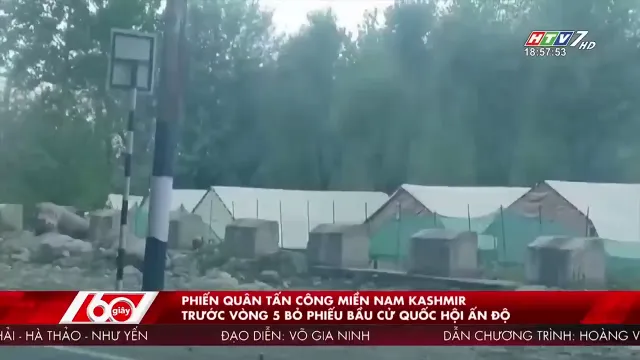 HTV7 HD
18:57:53
60 giây
PHIẾN QUÂN TẤN CÔNG MIỀN NAM KASHMIR
TRƯỚC VÒNG 5 BỎ PHIẾU BẦU CỬ QUỐC HỘI ẤN ĐỘ
HẢI - HÀ THẢO - NHƯ YẾN ĐẠO DIỄN: VÕ GIA NINH DẪN CHƯƠNG TRÌNH: HOÀNG